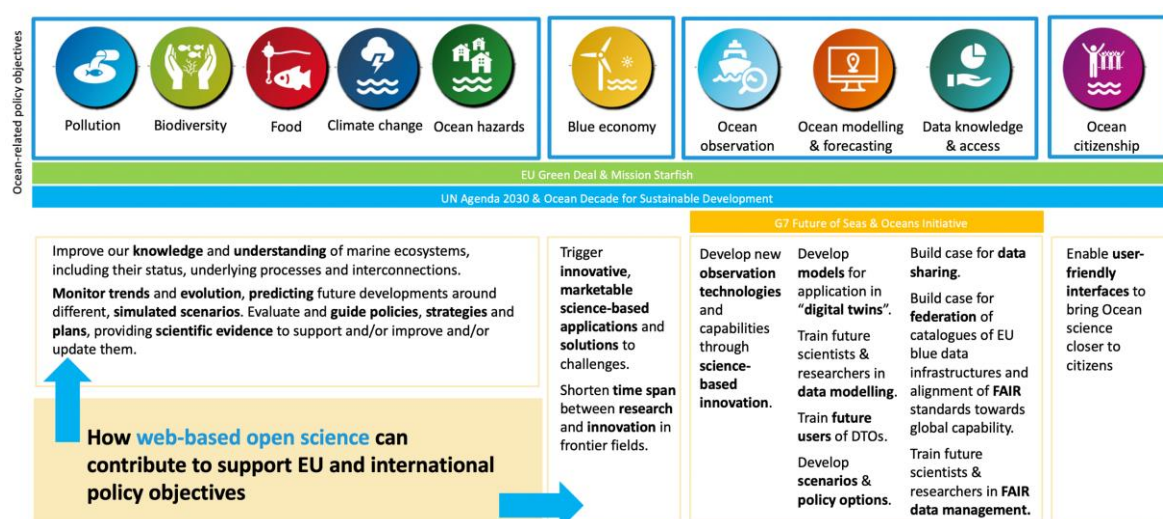 Ocean-related policy objectives
Pollution
Biodiversity
Food
Climate change
Ocean hazards
Blue economy
Ocean
observation
Ocean modelling
& forecasting
Data knowledge
& access
Ocean
citizenship
EU Green Deal & Mission Starfish
UN Agenda 2030 & Ocean Decade for Sustainable Development
G7 Future of Seas & Oceans Initiative
Improve our knowledge and understanding of marine ecosystems,
including their status, underlying processes and interconnections.
Monitor trends and evolution, predicting future developments around
different, simulated scenarios. Evaluate and guide policies, strategies and
plans, providing scientific evidence to support and/or improve and/or
update them.
Trigger
innovative,
marketable
science-based
applications and
solutions to
challenges.
Shorten time span
between research
and innovation in
frontier fields.
Develop new
observation
technologies
and
capabilities
through
science-
based
innovation.
Develop
models for
application in
“digital twins”.
Train future
scientists &
researchers in
data modelling.
Train future
users of DTOs.
Develop
scenarios &
policy options.
Build case for data
sharing.
Build case for
federation of
catalogues of EU
blue data
infrastructures and
alignment of FAIR
standards towards
global capability.
Train future
scientists &
researchers in FAIR
data management.
Enable user-
friendly
interfaces to
bring Ocean
science
closer to
citizens
How web-based open science can
contribute to support EU and international
policy objectives